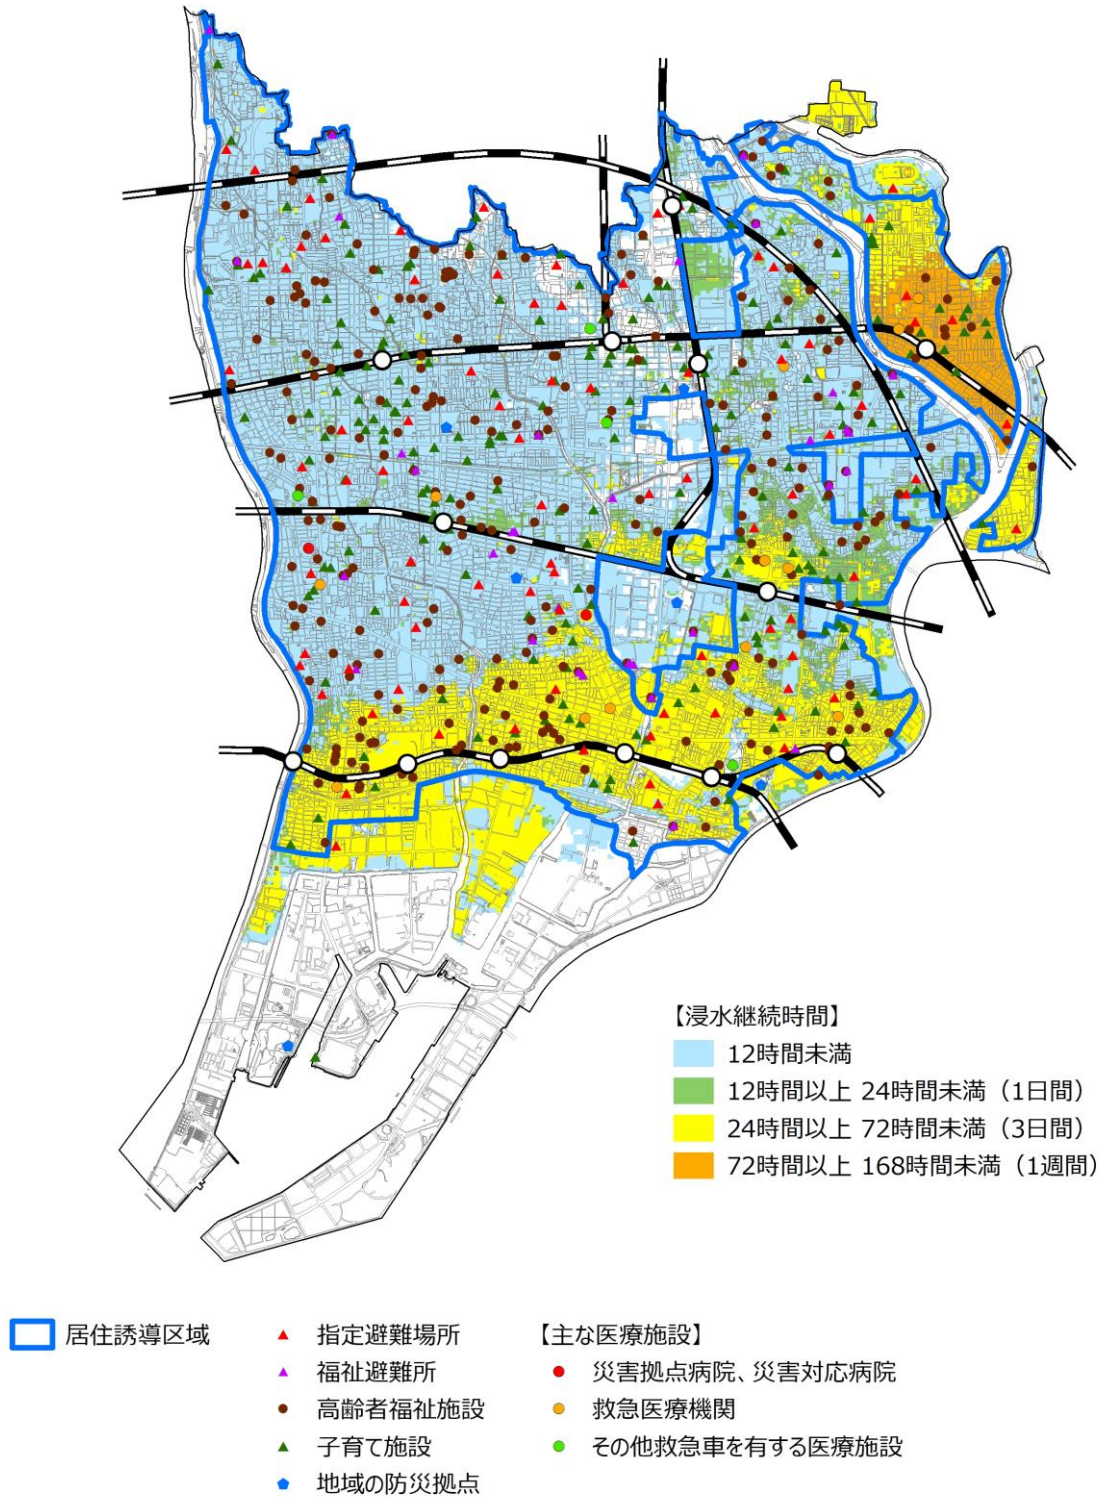 【浸水継続時間】
12時間未満
12時間以上 24時間未満（1日間）
24時間以上 72時間未満（3日間）
72時間以上 168時間未満（1週間）
居住誘導区域
指定避難場所
福祉避難所
高齢者福祉施設
子育て施設
地域の防災拠点
【主な医療施設】
災害拠点病院、災害対応病院
救急医療機関
その他救急車を有する医療施設